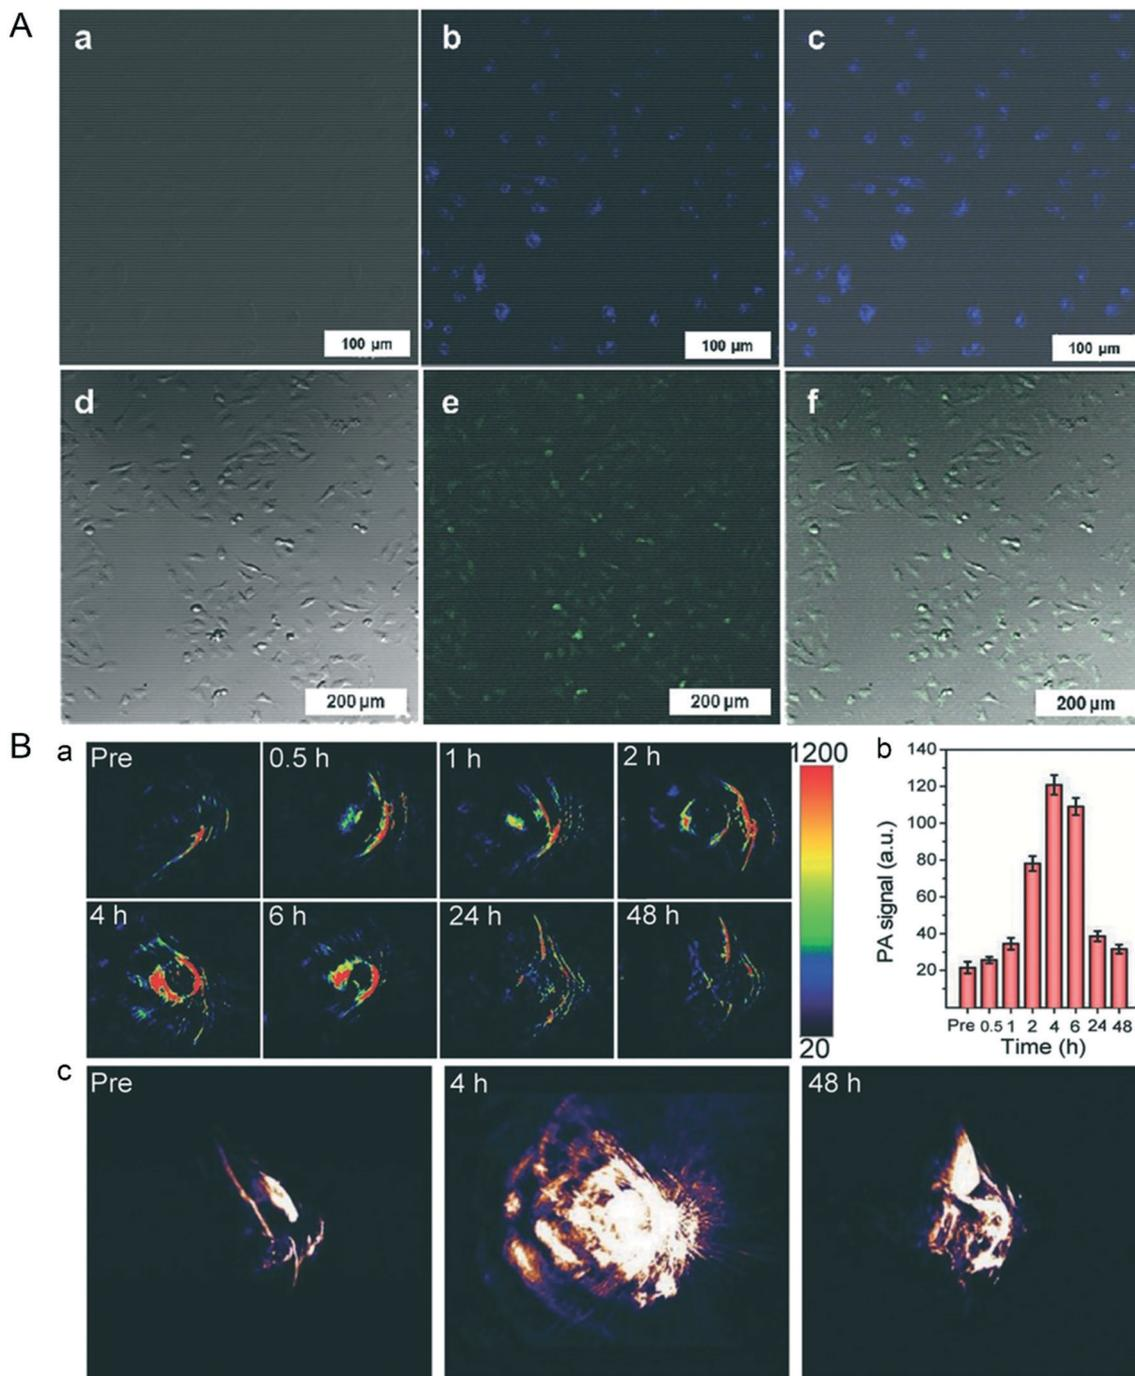 A
a
b
c
100 µm
100 µm
100 µm
d
e
f
200 µm
200 µm
200 µm
B
a
Pre
0.5 h
1 h
2 h
4 h
6 h
24 h
48 h
1200
20
b
PA signal (a.u.)
140
120
100
80
60
40
20
Pre 0.5 1 2 4 6 24 48
Time (h)
c
Pre
4 h
48 h